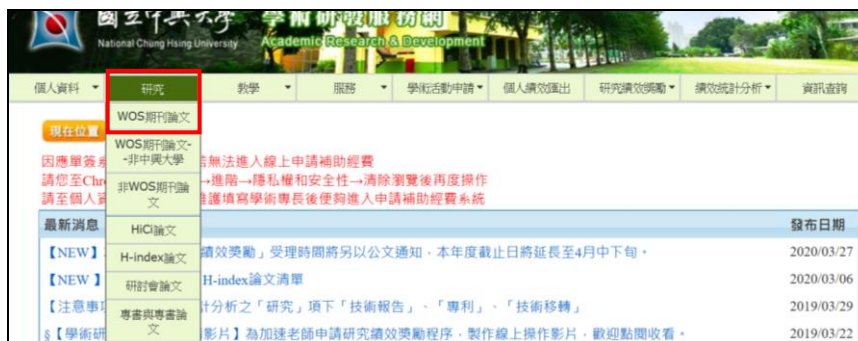 國立中興大學 學術研發服務網
National Chung Hsing University Academic Research & Development
個人資料 研究 教學 服務 學術活動申請 個人績效匯出 研究績效獎勵 績效統計分析 資訊查詢
WOS期刊論文
現在位置
WOS期刊論文-
-非中興大學
因應單簽 無法進入線上申請補助經費
請您至Chr →進階→隱私權和安全性→清除瀏覽後再度操作
非WOS期刊論
文
請至個人資 維護填寫學術專長後便夠進入申請補助經費系統
最新消息 HiCi論文 發布日期
【NEW】 績效獎勵」受理時間將另以公文通知,本年度截止日將延長至4月中下旬。 2020/03/27
H-index論文
【NEW 】 H-index論文清單 2020/03/06
研討會論文
【注意事項 計分析之「研究」項下「技術報告」、「專利」、「技術移轉」 2019/03/29
專書與專書論
文
§【學術研 影片】為加速老師申請研究績效獎勵程序,製作線上操作影片,歡迎點閱收看。 2019/03/22